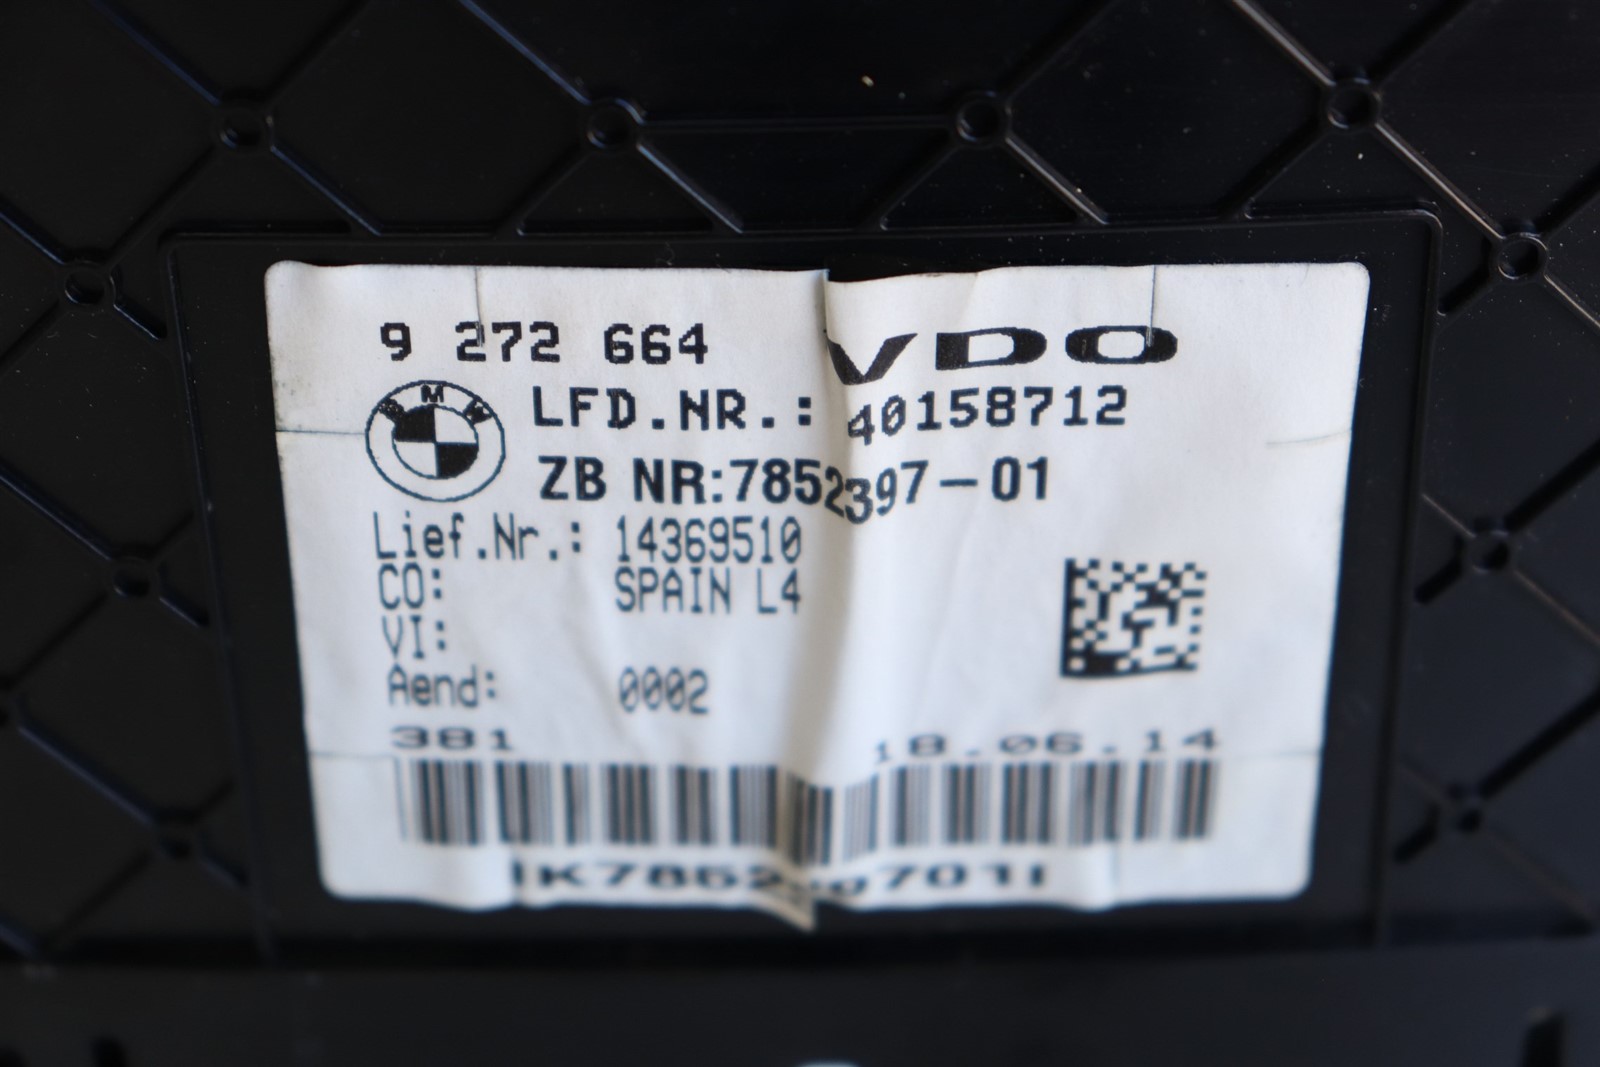 9 272 664 VDO
BMW
LFD.NR.: 40158712
ZB NR:7852397-01
Lief.Nr.: 14369510
CO: SPAIN L4
VI:
Aend: 0002
381 18.06.14